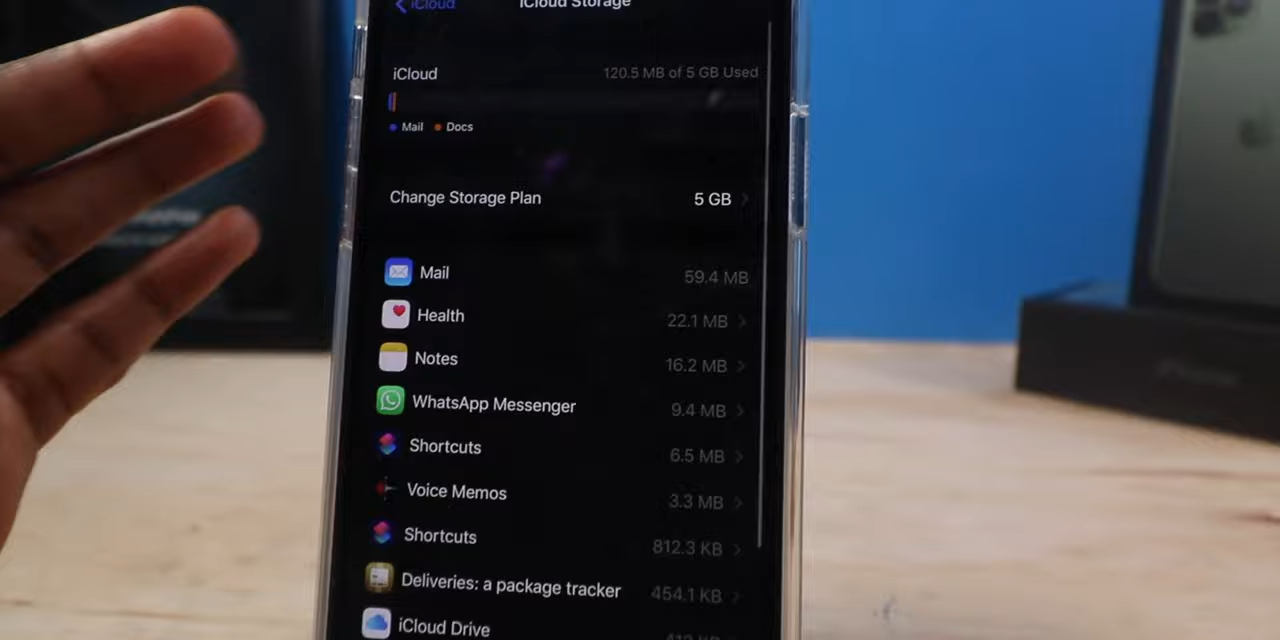 iCloud
iCloud Storage
iCloud 120.5 MB of 5 GB Used
Mail Docs
Change Storage Plan 5 GB
Mail 59.4 MB
Health 22.1 MB
Notes 16.2 MB
WhatsApp Messenger 9.4 MB
Shortcuts 6.5 MB
Voice Memos 3.3 MB
Shortcuts 812.3 KB
Deliveries: a package tracker 454.1 KB
iCloud Drive